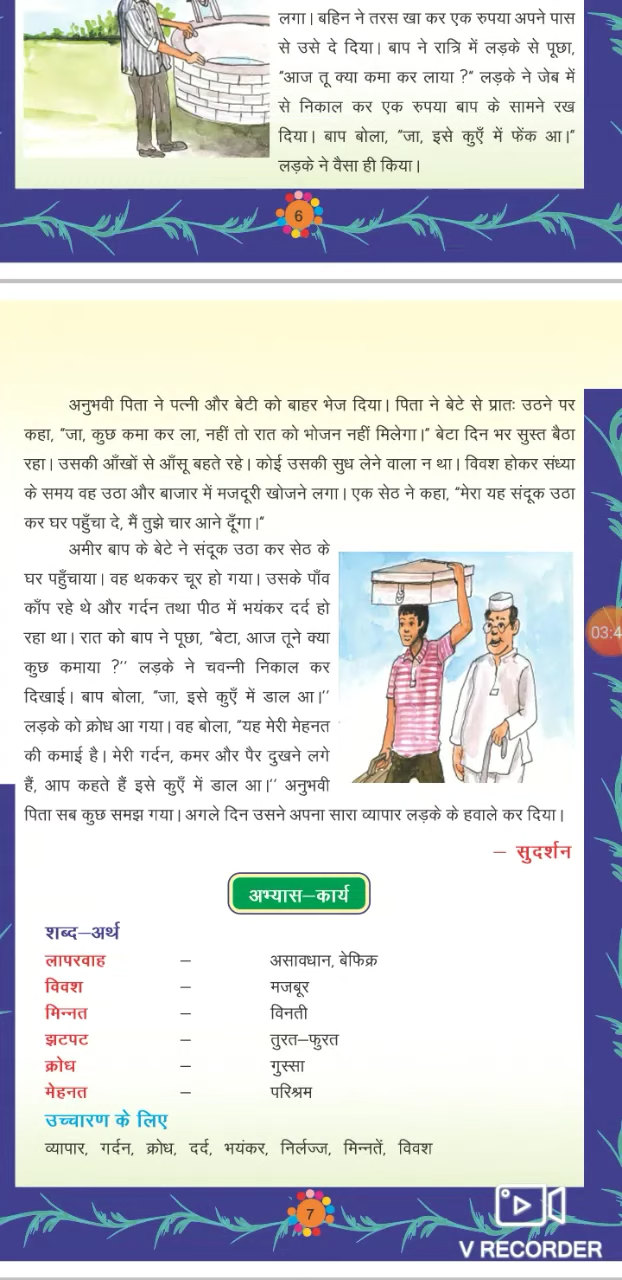 लगा। बहिन ने तरस खा कर एक रुपया अपने पास
से उसे दे दिया। बाप ने रात्रि में लड़के से पूछा,
"आज तू क्या कमा कर लाया ?" लड़के ने जेब में
से निकाल कर एक रुपया बाप के सामने रख
दिया। बाप बोला, "जा, इसे कुएँ में फेंक आ।"
लड़के ने वैसा ही किया।
6
अनुभवी पिता ने पत्नी और बेटी को बाहर भेज दिया। पिता ने बेटे से प्रातः उठने पर
कहा, "जा, कुछ कमा कर ला, नहीं तो रात को भोजन नहीं मिलेगा।" बेटा दिन भर सुस्त बैठा
रहा। उसकी आँखों से आँसू बहते रहे। कोई उसकी सुध लेने वाला न था। विवश होकर संध्या
के समय वह उठा और बाजार में मजदूरी खोजने लगा। एक सेठ ने कहा, "मेरा यह संदूक उठा
कर घर पहुँचा दे, मैं तुझे चार आने दूँगा।"
अमीर बाप के बेटे ने संदूक उठा कर सेठ के
घर पहुँचाया। वह थककर चूर हो गया। उसके पाँव
काँप रहे थे और गर्दन तथा पीठ में भयंकर दर्द हो
रहा था। रात को बाप ने पूछा, "बेटा, आज तूने क्या
कुछ कमाया ?'' लड़के ने चवन्नी निकाल कर
दिखाई। बाप बोला, "जा, इसे कुएँ में डाल आ।''
लड़के को क्रोध आ गया। वह बोला, "यह मेरी मेहनत
की कमाई है। मेरी गर्दन, कमर और पैर दुखने लगे
हैं, आप कहते हैं इसे कुएँ में डाल आ।'' अनुभवी
पिता सब कुछ समझ गया। अगले दिन उसने अपना सारा व्यापार लड़के के हवाले कर दिया।
– सुदर्शन
अभ्यास–कार्य
शब्द–अर्थ
लापरवाह – असावधान, बेफिक्र
विवश – मजबूर
मिन्नत – विनती
झटपट – तुरत–फुरत
क्रोध – गुस्सा
मेहनत – परिश्रम
उच्चारण के लिए
व्यापार, गर्दन, क्रोध, दर्द, भयंकर, निर्लज्ज, मिन्नतें, विवश
7
03:4
V RECORDER